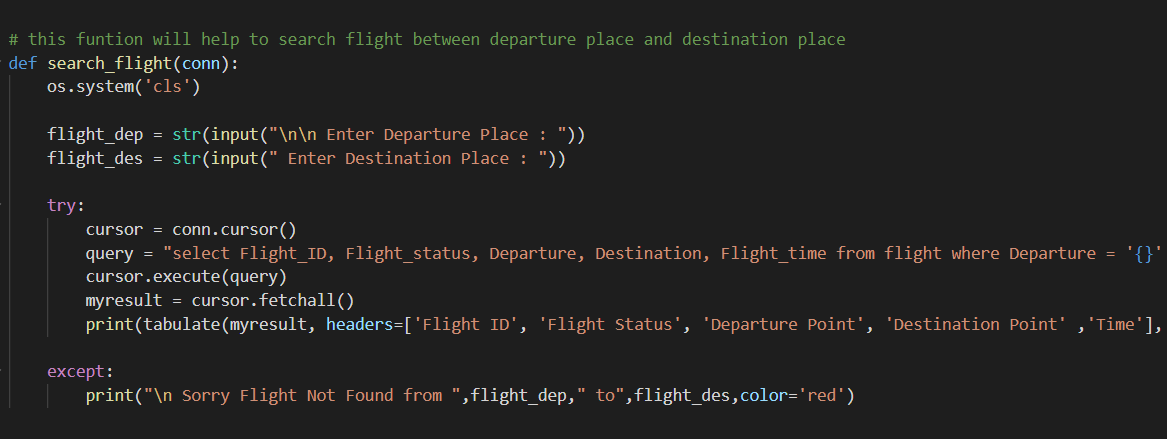 # this funtion will help to search flight between departure place and destination place
def search_flight(conn):
    os.system('cls')
    flight_dep = str(input("\n\n Enter Departure Place : "))
    flight_des = str(input(" Enter Destination Place : "))
    try:
        cursor = conn.cursor()
        query = "select Flight_ID, Flight_status, Departure, Destination, Flight_time from flight where Departure = '{}'
        cursor.execute(query)
        myresult = cursor.fetchall()
        print(tabulate(myresult, headers=['Flight ID', 'Flight Status', 'Departure Point', 'Destination Point' ,'Time'],
    except:
        print("\n Sorry Flight Not Found from ",flight_dep," to",flight_des,color='red')